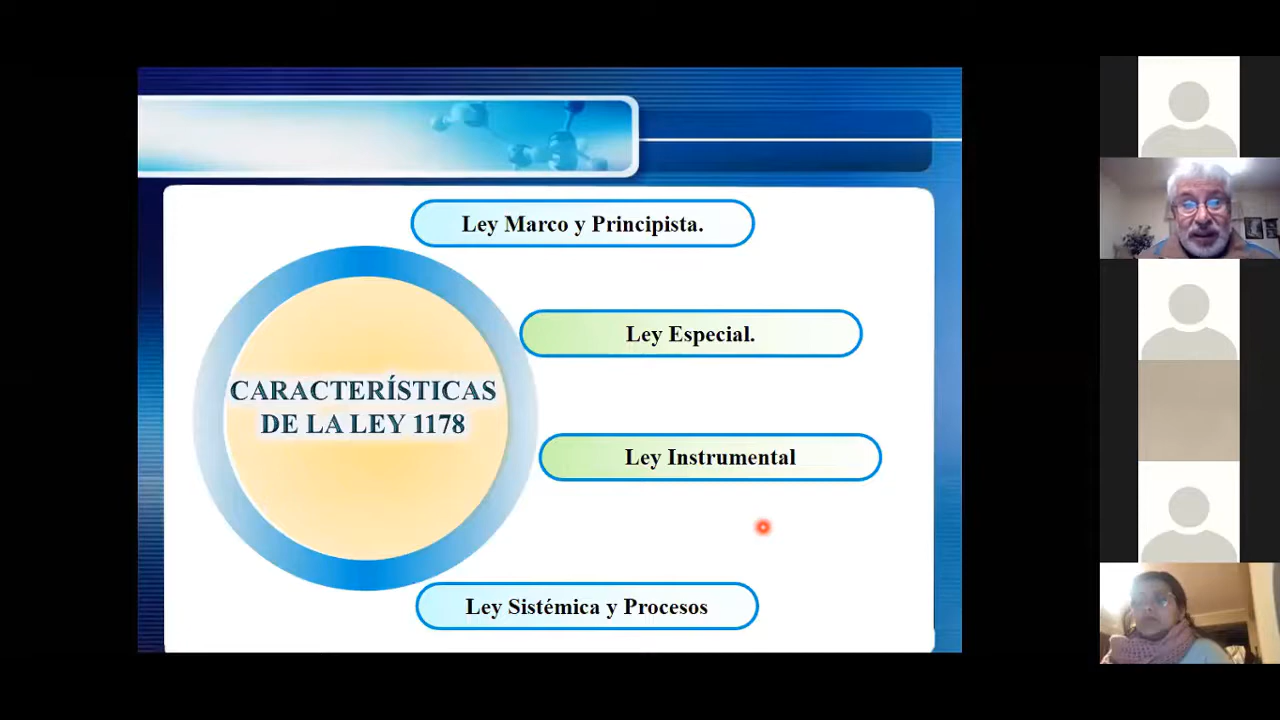 Ley Marco y Principista.
Ley Especial.
CARACTERÍSTICAS
DE LA LEY 1178
Ley Instrumental
Ley Sistémica y Procesos